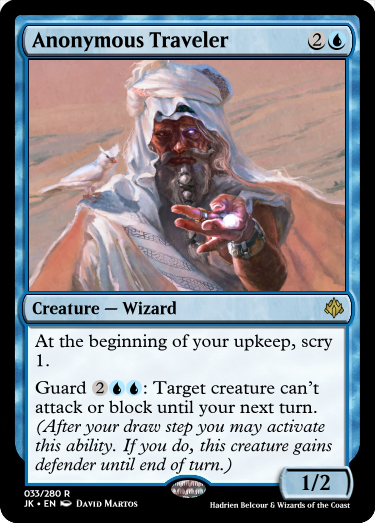 Anonymous Traveler 2
Creature — Wizard
At the beginning of your upkeep, scry
1.
Guard 2: Target creature can't
attack or block until your next turn.
(After your draw step you may activate
this ability. If you do, this creature gains
defender until end of turn.)
1/2
033/280 R
JK • EN DAVID MARTOS
Hadrien Belcour & Wizards of the Coast